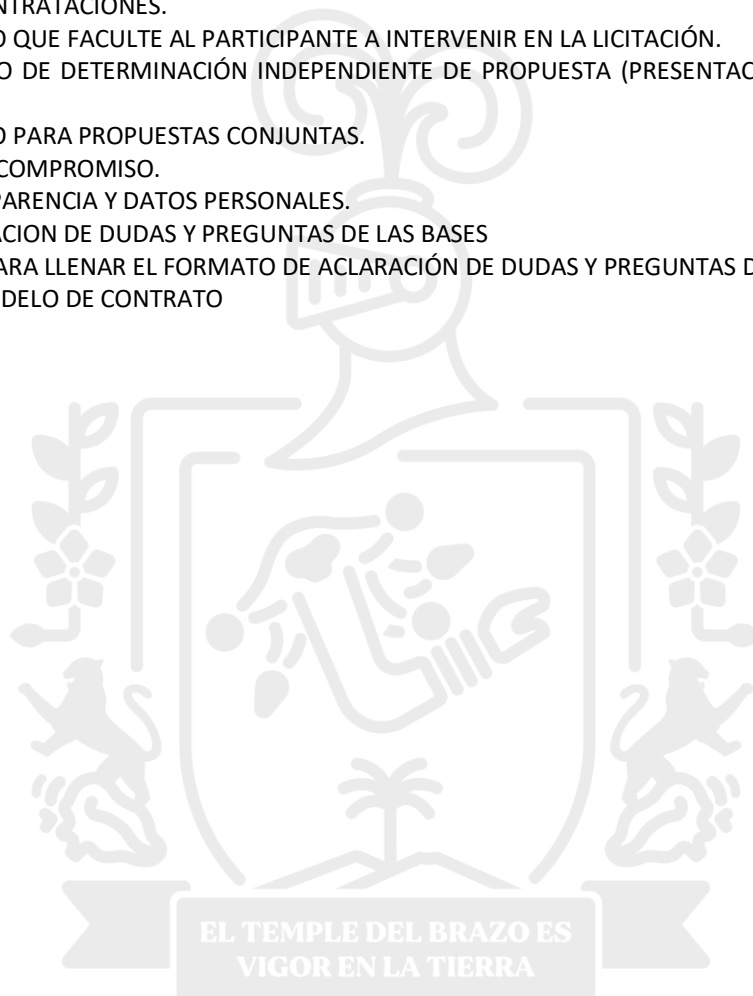 NTRATACIONES.
O QUE FACULTE AL PARTICIPANTE A INTERVENIR EN LA LICITACIÓN.
O DE DETERMINACIÓN INDEPENDIENTE DE PROPUESTA (PRESENTAC
O PARA PROPUESTAS CONJUNTAS.
COMPROMISO.
PARENCIA Y DATOS PERSONALES.
ACION DE DUDAS Y PREGUNTAS DE LAS BASES
ARA LLENAR EL FORMATO DE ACLARACIÓN DE DUDAS Y PREGUNTAS D
DELO DE CONTRATO
EL TEMPLE DEL BRAZO ES
VIGOR EN LA TIERRA